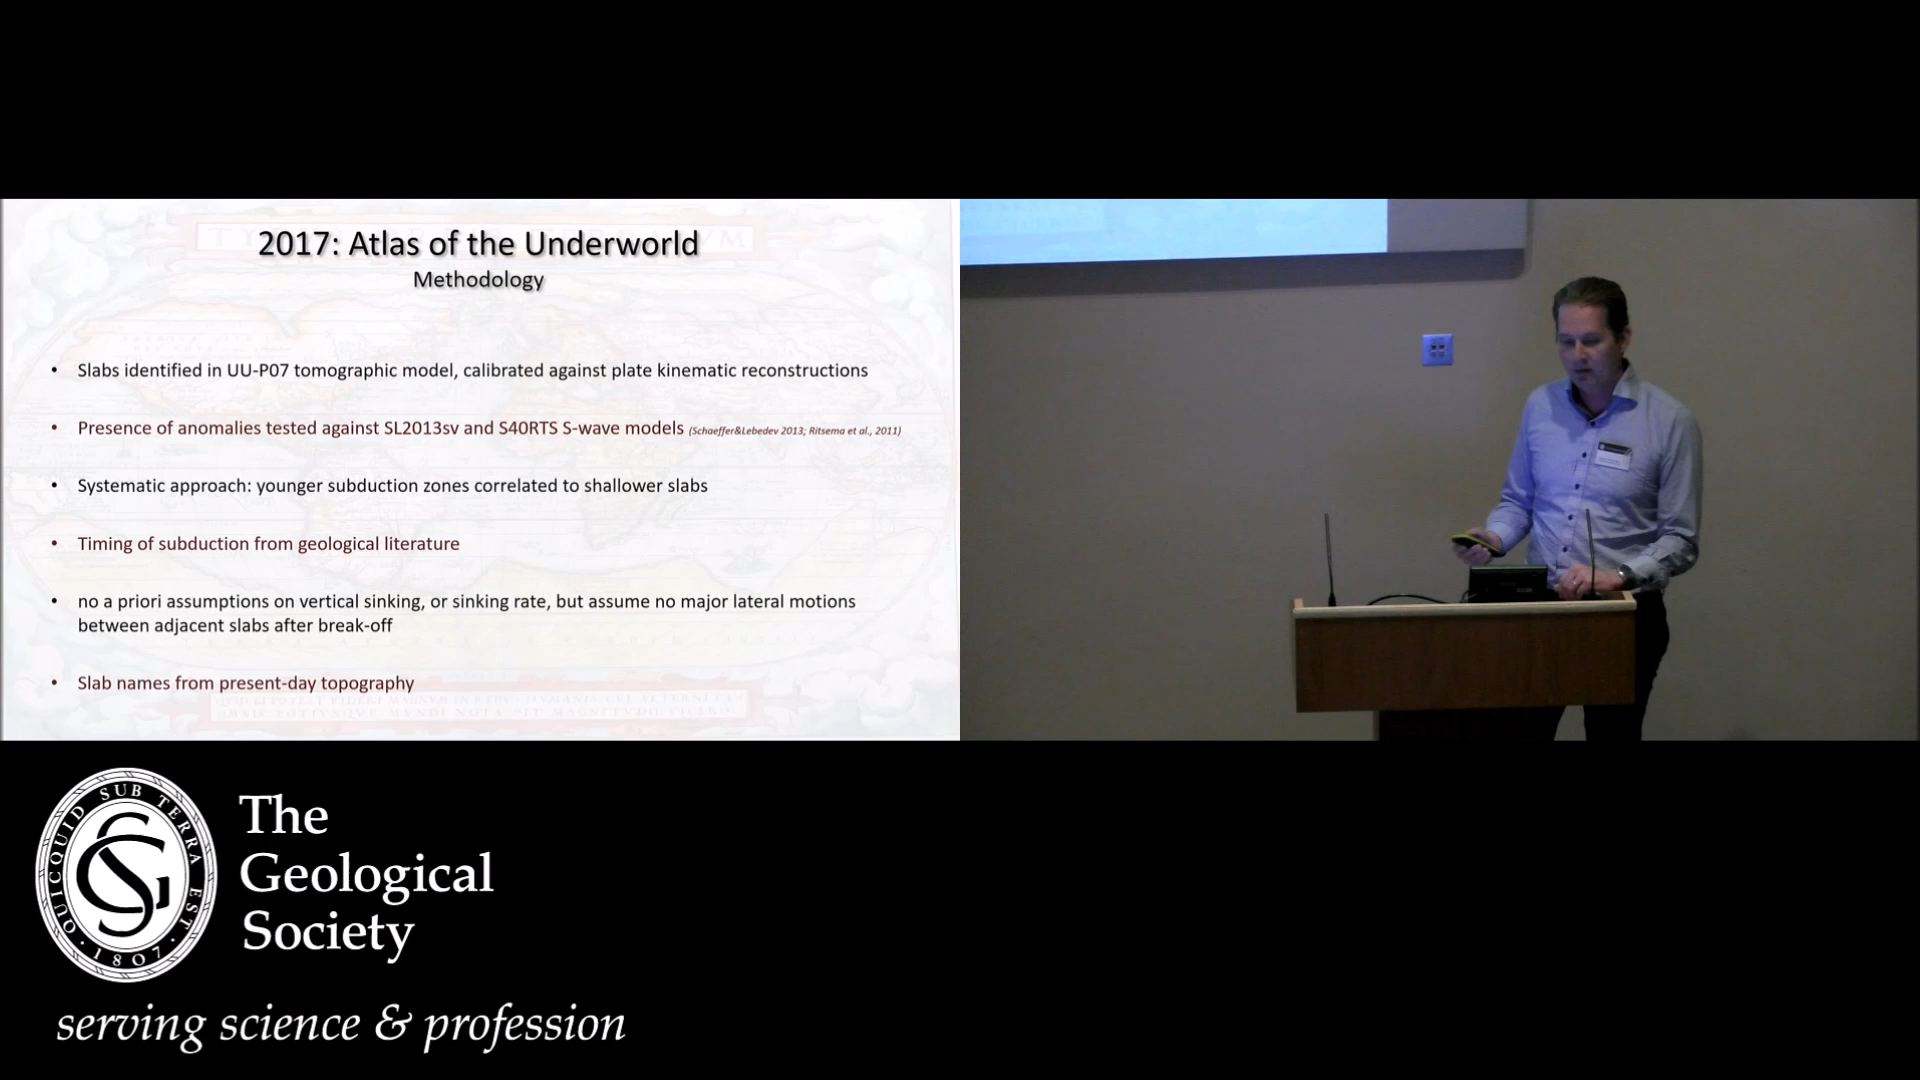 2017: Atlas of the Underworld
Methodology
• Slabs identified in UU-P07 tomographic model, calibrated against plate kinematic reconstructions
• Presence of anomalies tested against SL2013sv and S40RTS S-wave models (Schaeffer&Lebedev 2013; Ritsema et al., 2011)
• Systematic approach: younger subduction zones correlated to shallower slabs
• Timing of subduction from geological literature
• no a priori assumptions on vertical sinking, or sinking rate, but assume no major lateral motions
between adjacent slabs after break-off
• Slab names from present-day topography
QUICQUID SUB TERRA EST
· 1807 ·
The
Geological
Society
serving science & profession